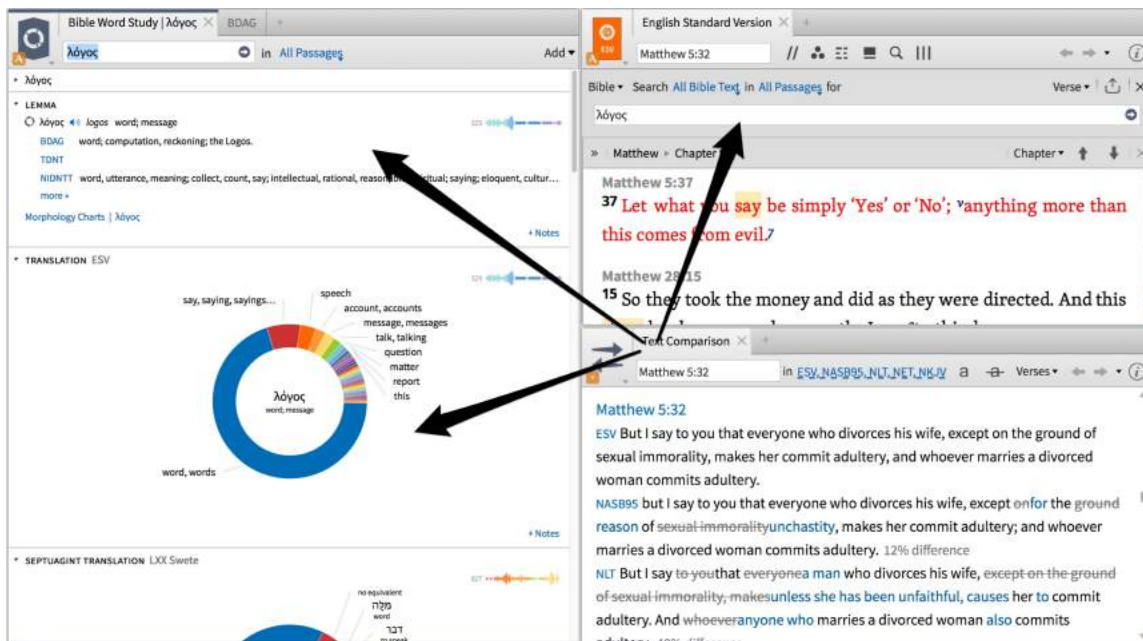 Bible Word Study | λόγος
BDAG
λόγος in All Passages Add
λόγος
LEMMA
λόγος logos word; message
BDAG word; computation, reckoning; the Logos.
TDNT
NIDNTT word, utterance, meaning; collect, count, say; intellectual, rational, saying; eloquent, cultur…
more »
Morphology Charts | λόγος
+ Notes
TRANSLATION ESV
say, saying, sayings…
speech
account, accounts
message, messages
talk, talking
question
matter
report
this
λόγος
word; message
word, words
+ Notes
SEPTUAGINT TRANSLATION LXX Swete
no equivalent
מִלָּה
word
דבר
English Standard Version
ESV
Matthew 5:32
Bible Search All Bible Text in All Passages for Verse
λόγος
» Matthew Chapter Chapter
Matthew 5:37
37 Let what you say be simply ‘Yes’ or ‘No’; v anything more than
this comes from evil.7
Matthew 28:15
15 So they took the money and did as they were directed. And this
Text Comparison
Matthew 5:32 in ESV, NASB95, NLT, NET, NKJV a a Verses
Matthew 5:32
ESV But I say to you that everyone who divorces his wife, except on the ground of
sexual immorality, makes her commit adultery, and whoever marries a divorced
woman commits adultery.
NASB95 but I say to you that everyone who divorces his wife, except onfor the ground
reason of sexual immoralityunchastity, makes her commit adultery; and whoever
marries a divorced woman commits adultery. 12% difference
NLT But I say to youthat everyonea man who divorces his wife, except on the ground
of sexual immorality, makesunless she has been unfaithful, causes her to commit
adultery. And whoeveranyone who marries a divorced woman also commits